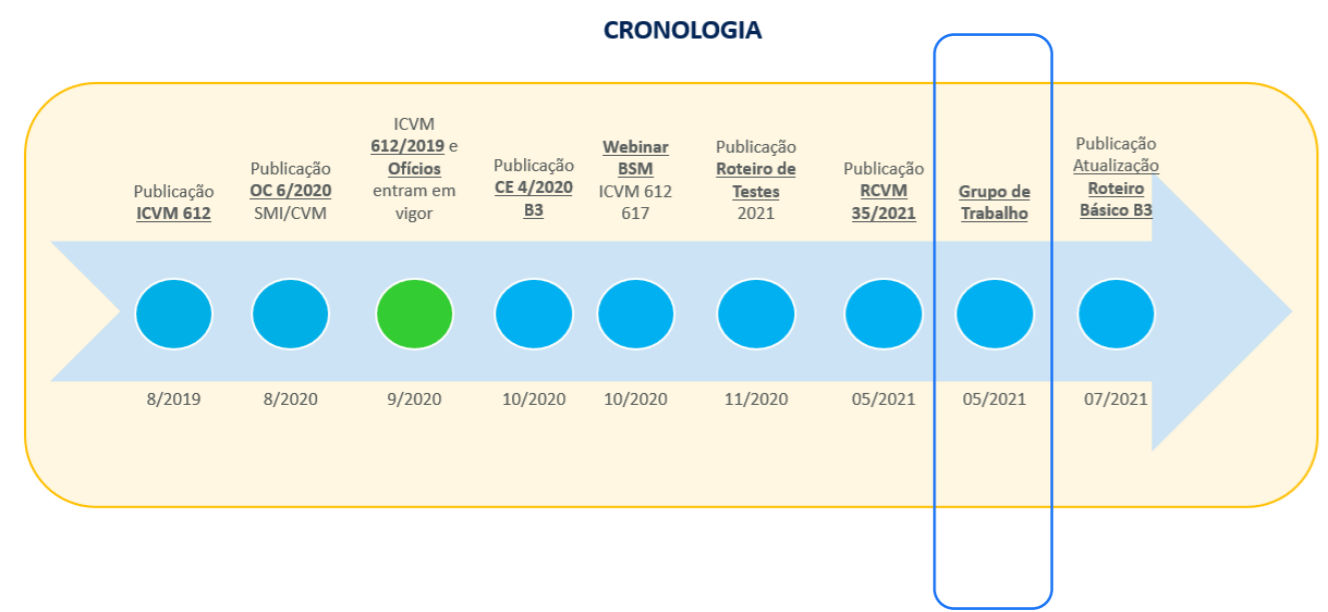 CRONOLOGIA
Publicação
ICVM 612
8/2019
Publicação
OC 6/2020
SMI/CVM
8/2020
ICVM
612/2019 e
Ofícios
entram em
vigor
9/2020
Publicação
CE 4/2020
B3
10/2020
Webinar
BSM
ICVM 612
617
10/2020
Publicação
Roteiro de
Testes
2021
11/2020
Publicação
RCVM
35/2021
05/2021
Grupo de
Trabalho
05/2021
Publicação
Atualização
Roteiro
Básico B3
07/2021